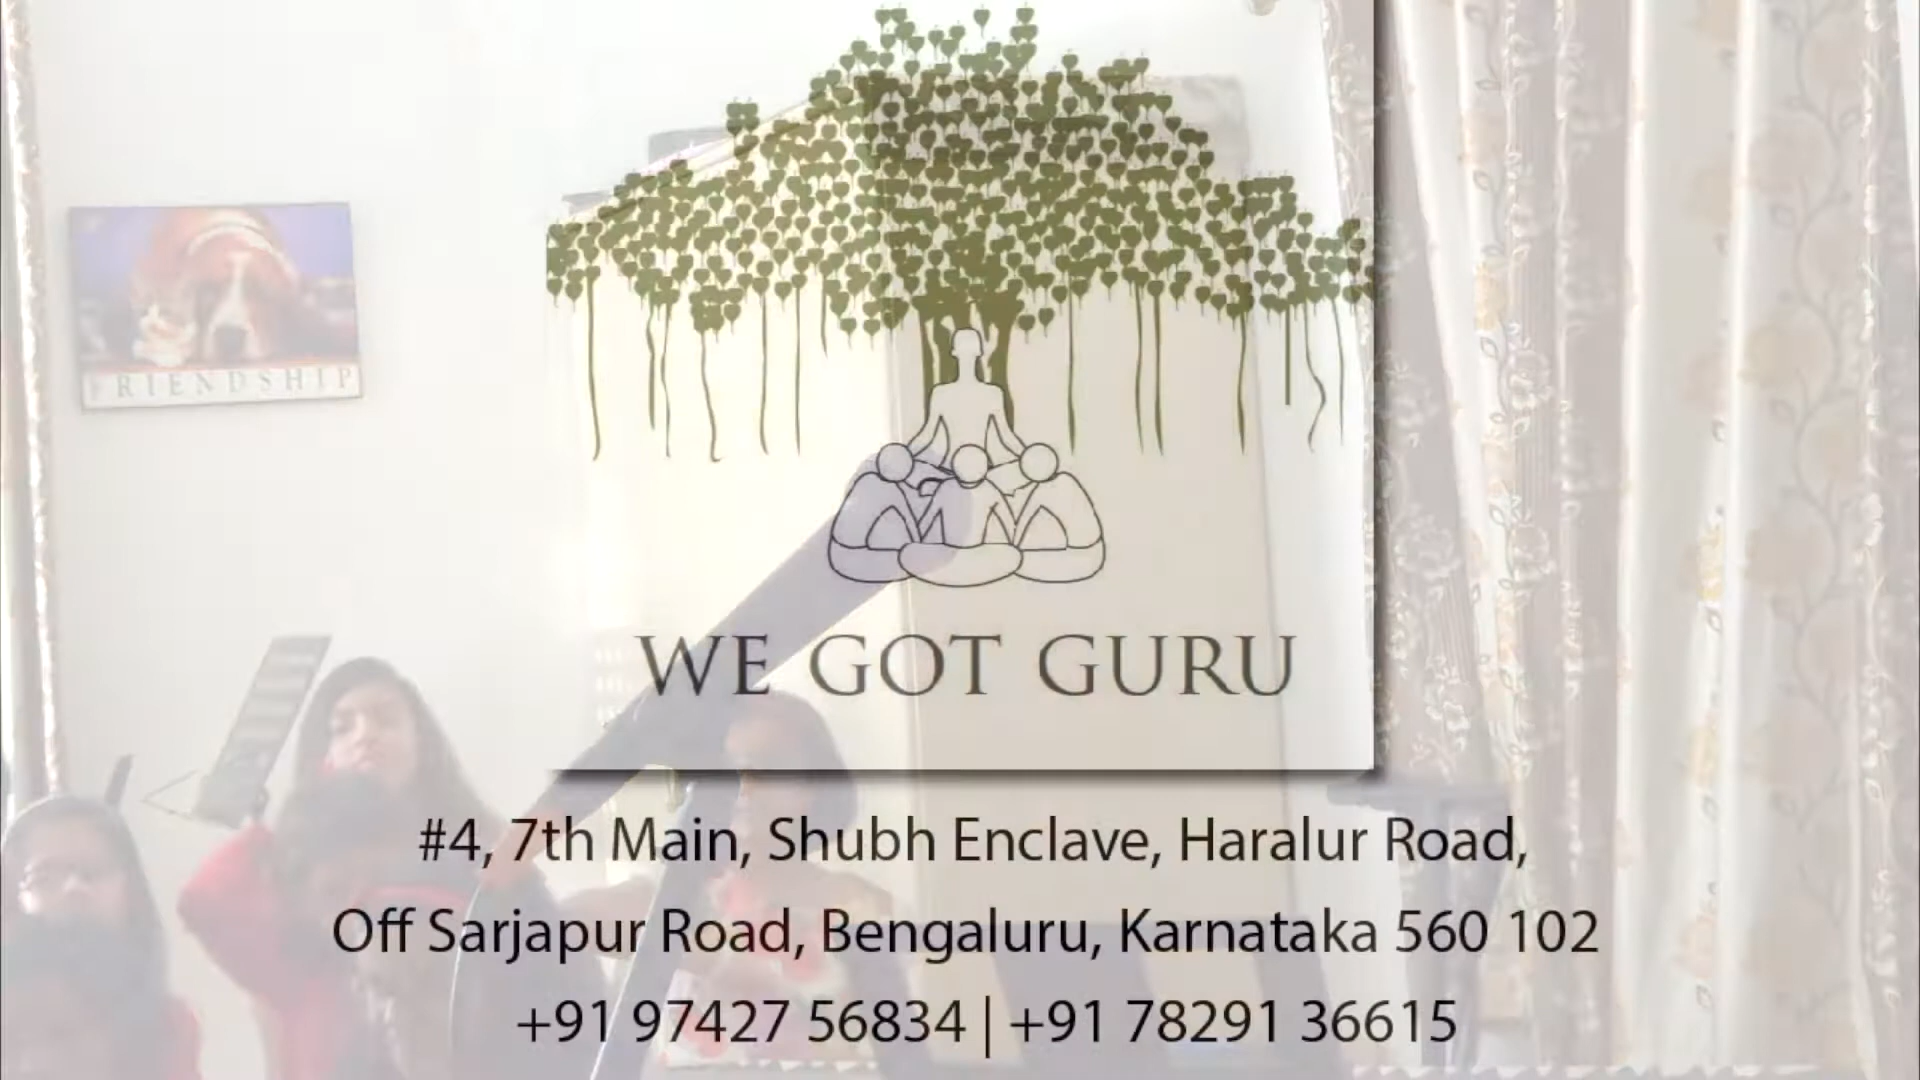 FRIENDSHIP
WE GOT GURU
#4, 7th Main, Shubh Enclave, Haralur Road,
Off Sarjapur Road, Bengaluru, Karnataka 560 102
+91 97427 56834 | +91 78291 36615